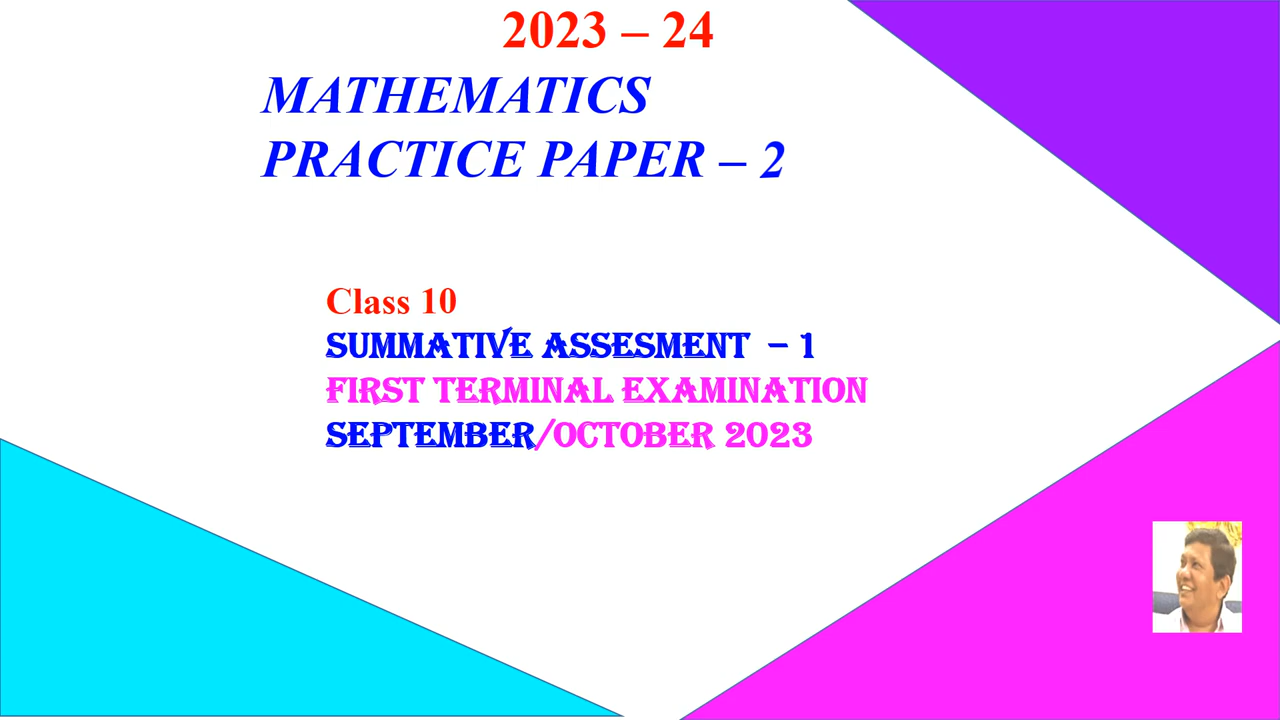 2023 – 24
MATHEMATICS
PRACTICE PAPER – 2
Class 10
SUMMATIVE ASSESMENT – 1
FIRST TERMINAL EXAMINATION
SEPTEMBER/OCTOBER 2023